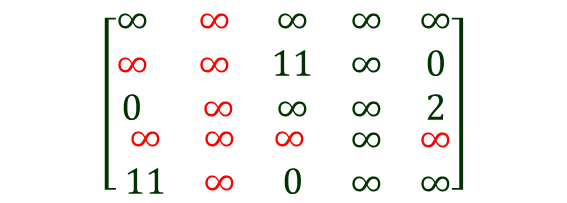 ∞ ∞ ∞ ∞ ∞
∞ ∞ 11 ∞ 0
0 ∞ ∞ ∞ 2
∞ ∞ ∞ ∞ ∞
11 ∞ 0 ∞ ∞